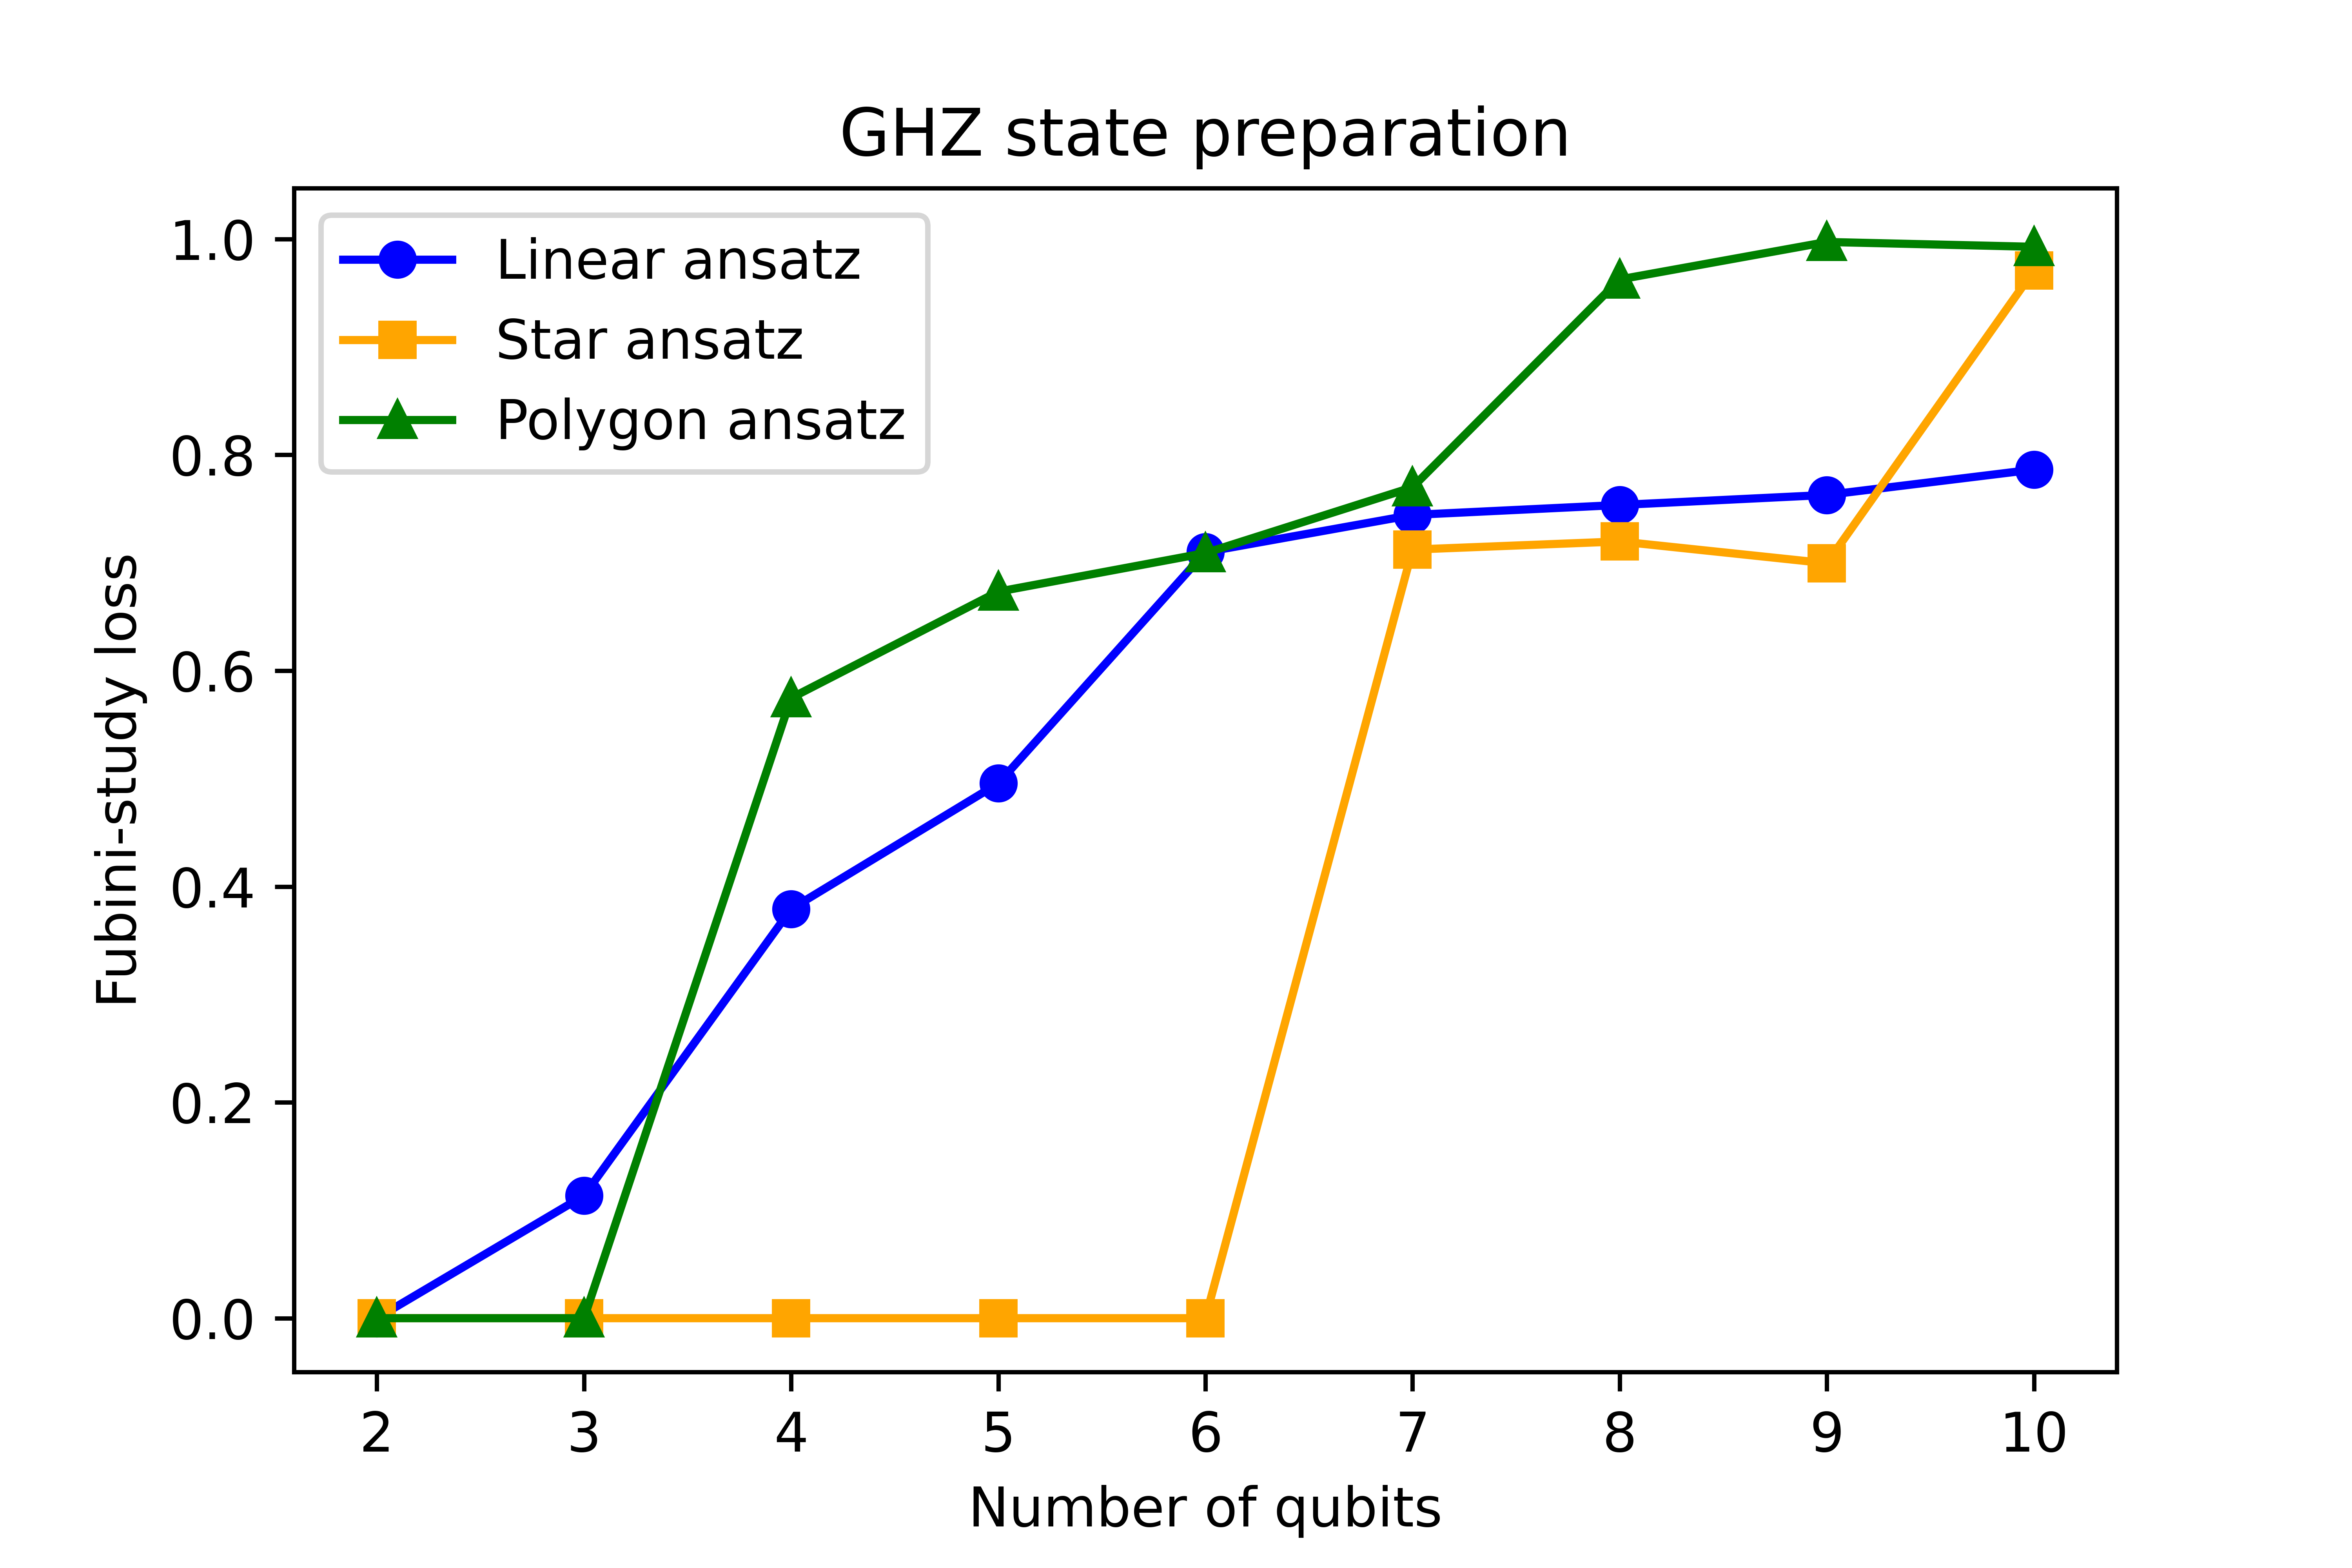 GHZ state preparation
1.0
0.8
0.6
0.4
0.2
0.0
Fubini-study loss
Linear ansatz
Star ansatz
Polygon ansatz
2 3 4 5 6 7 8 9 10
Number of qubits